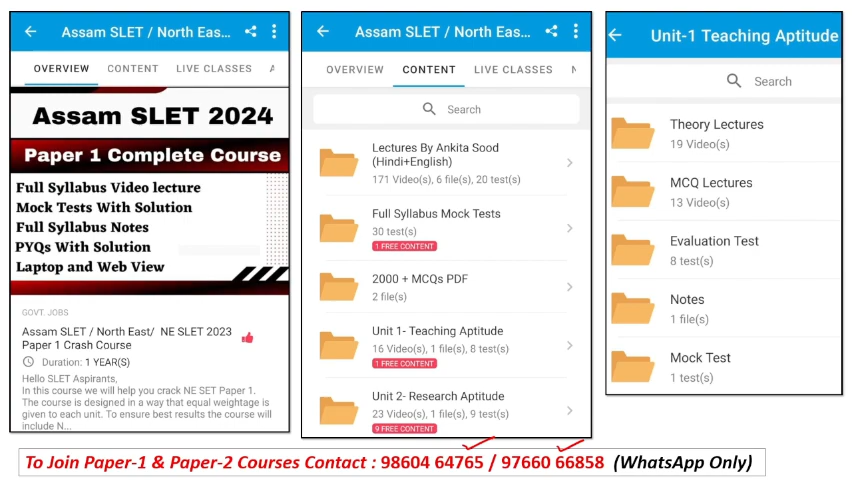 Assam SLET / North East...
OVERVIEW CONTENT LIVE CLASSES
Assam SLET 2024
Paper 1 Complete Course
Full Syllabus Video lecture
Mock Tests With Solution
Full Syllabus Notes
PYQs With Solution
Laptop and Web View
GOVT. JOBS
Assam SLET / North East/ NE SLET 2023
Paper 1 Crash Course
Duration: 1 YEAR(S)
Hello SLET Aspirants,
In this course we will help you crack NE SET Paper 1.
The course is designed in a way that equal weightage is
given to each unit. To ensure best results the course will
include N...
Assam SLET / North East...
OVERVIEW CONTENT LIVE CLASSES
Search
Lectures By Ankita Sood
(Hindi+English)
171 Video(s), 6 file(s), 20 test(s)
Full Syllabus Mock Tests
30 test(s)
1 FREE CONTENT
2000 + MCQs PDF
2 file(s)
Unit 1- Teaching Aptitude
16 Video(s), 1 file(s), 8 test(s)
1 FREE CONTENT
Unit 2- Research Aptitude
23 Video(s), 1 file(s), 9 test(s)
9 FREE CONTENT
Unit-1 Teaching Aptitude
Search
Theory Lectures
19 Video(s)
MCQ Lectures
13 Video(s)
Evaluation Test
8 test(s)
Notes
1 file(s)
Mock Test
1 test(s)
To Join Paper-1 & Paper-2 Courses Contact : 98604 64765 / 97660 66858 (WhatsApp Only)